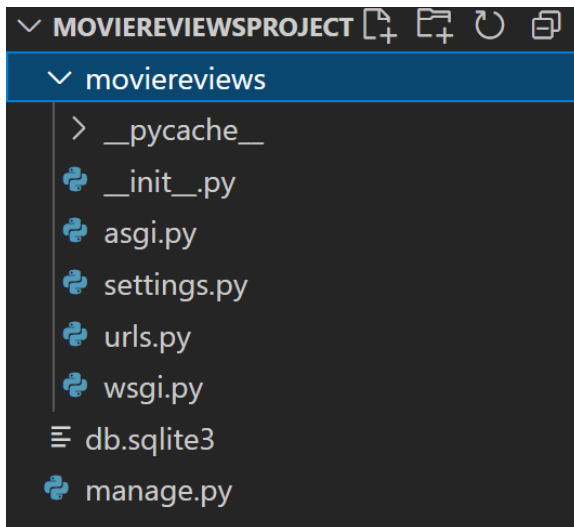 MOVIEREVIEWSPROJECT
moviereviews
__pycache__
__init__.py
asgi.py
settings.py
urls.py
wsgi.py
db.sqlite3
manage.py